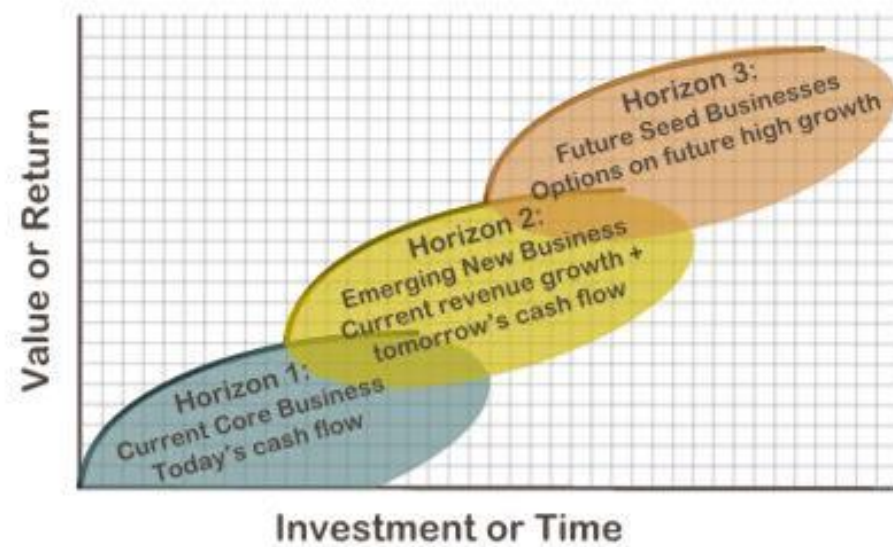 Value or Return
Horizon 3:
Future Seed Businesses
Options on future high growth
Horizon 2:
Emerging New Business
Current revenue growth +
tomorrow's cash flow
Horizon 1:
Current Core Business
Today's cash flow
Investment or Time